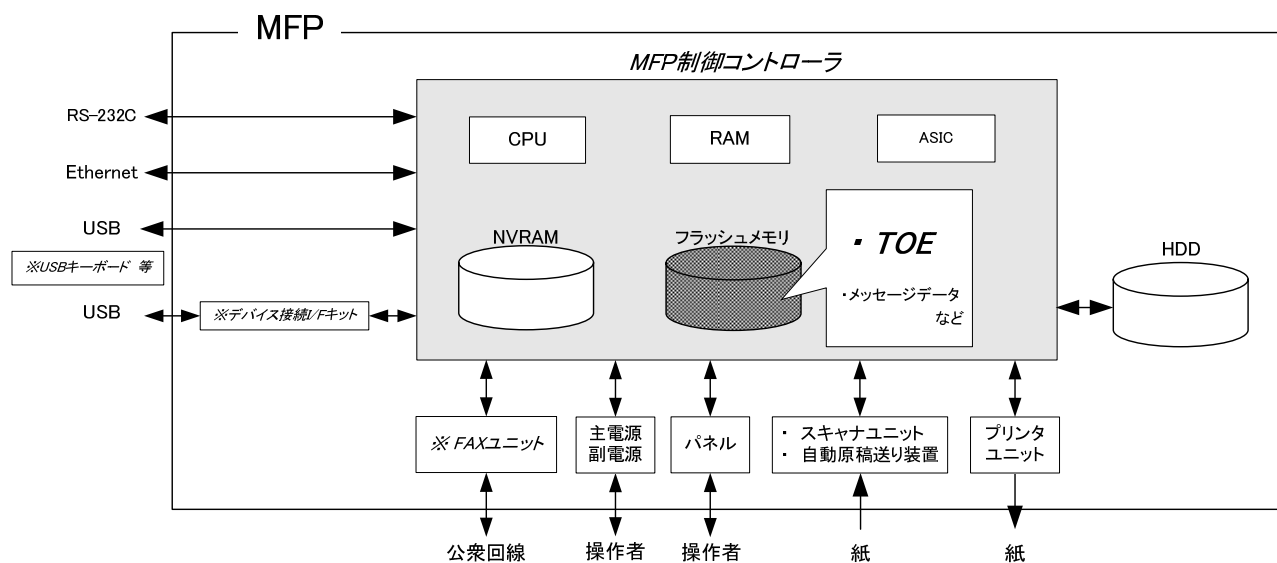 MFP
MFP制御コントローラ
RS-232C
CPU
RAM
ASIC
Ethernet
USB
NVRAM
フラッシュメモリ
・ TOE
・メッセージデータ
など
HDD
※USBキーボード 等
USB
※デバイス接続I/Fキット
※ FAXユニット
主電源
副電源
パネル
・ スキャナユニット
・ 自動原稿送り装置
プリンタ
ユニット
公衆回線
操作者
操作者
紙
紙